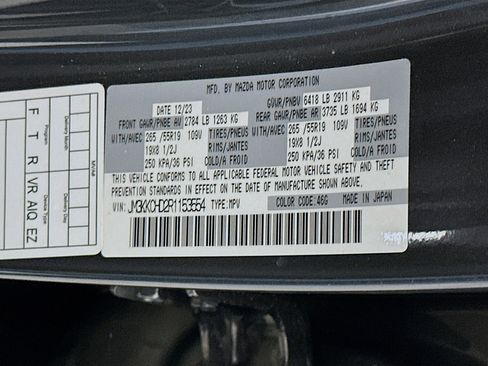 MFD. BY MAZDA MOTOR CORPORATION
DATE 12/23
GVWR/PNBV 6418 LB 2911 KG
FRONT GAWR/PNBE AV 2784 LB 1263 KG
REAR GAWR/PNBE AR 3735 LB 1694 KG
WITH/AVEC 265 /55R19 109V TIRES/PNEUS
19X8 1/2J RIMS/JANTES
250 KPA/36 PSI COLD/A FROID
WITH/AVEC 265 /55R19 109V TIRES/PNEUS
19X8 1/2J RIMS/JANTES
250 KPA/36 PSI COLD/A FROID
THIS VEHICLE CONFORMS TO ALL APPLICABLE FEDERAL MOTOR VEHICLE SAFETY AND THEFT
PREVENTION STANDARDS IN EFFECT ON THE DATE OF MANUFACTURE SHOWN ABOVE.
VIN: JM3KK0HD2R1153554 TYPE:MPV
COLOR CODE:46G
MADE IN JAPAN
F T R VR AIQ EZ
Delivery Month
Delivery Day